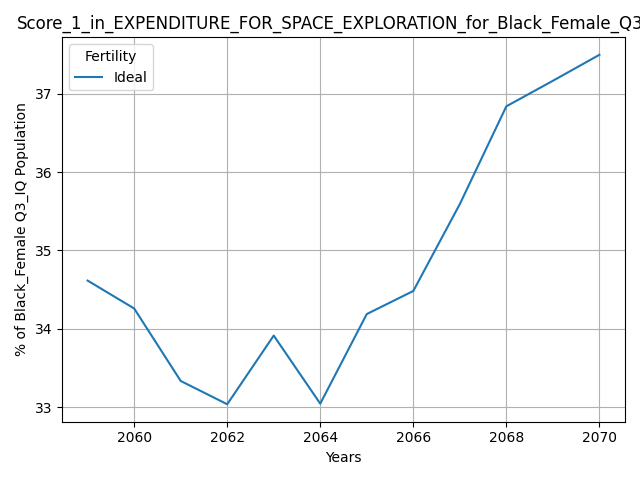 Score_1_in_EXPENDITURE_FOR_SPACE_EXPLORATION_for_Black_Female_Q3
Fertility
Ideal
% of Black_Female Q3_IQ Population
37
36
35
34
33
2060 2062 2064 2066 2068 2070
Years